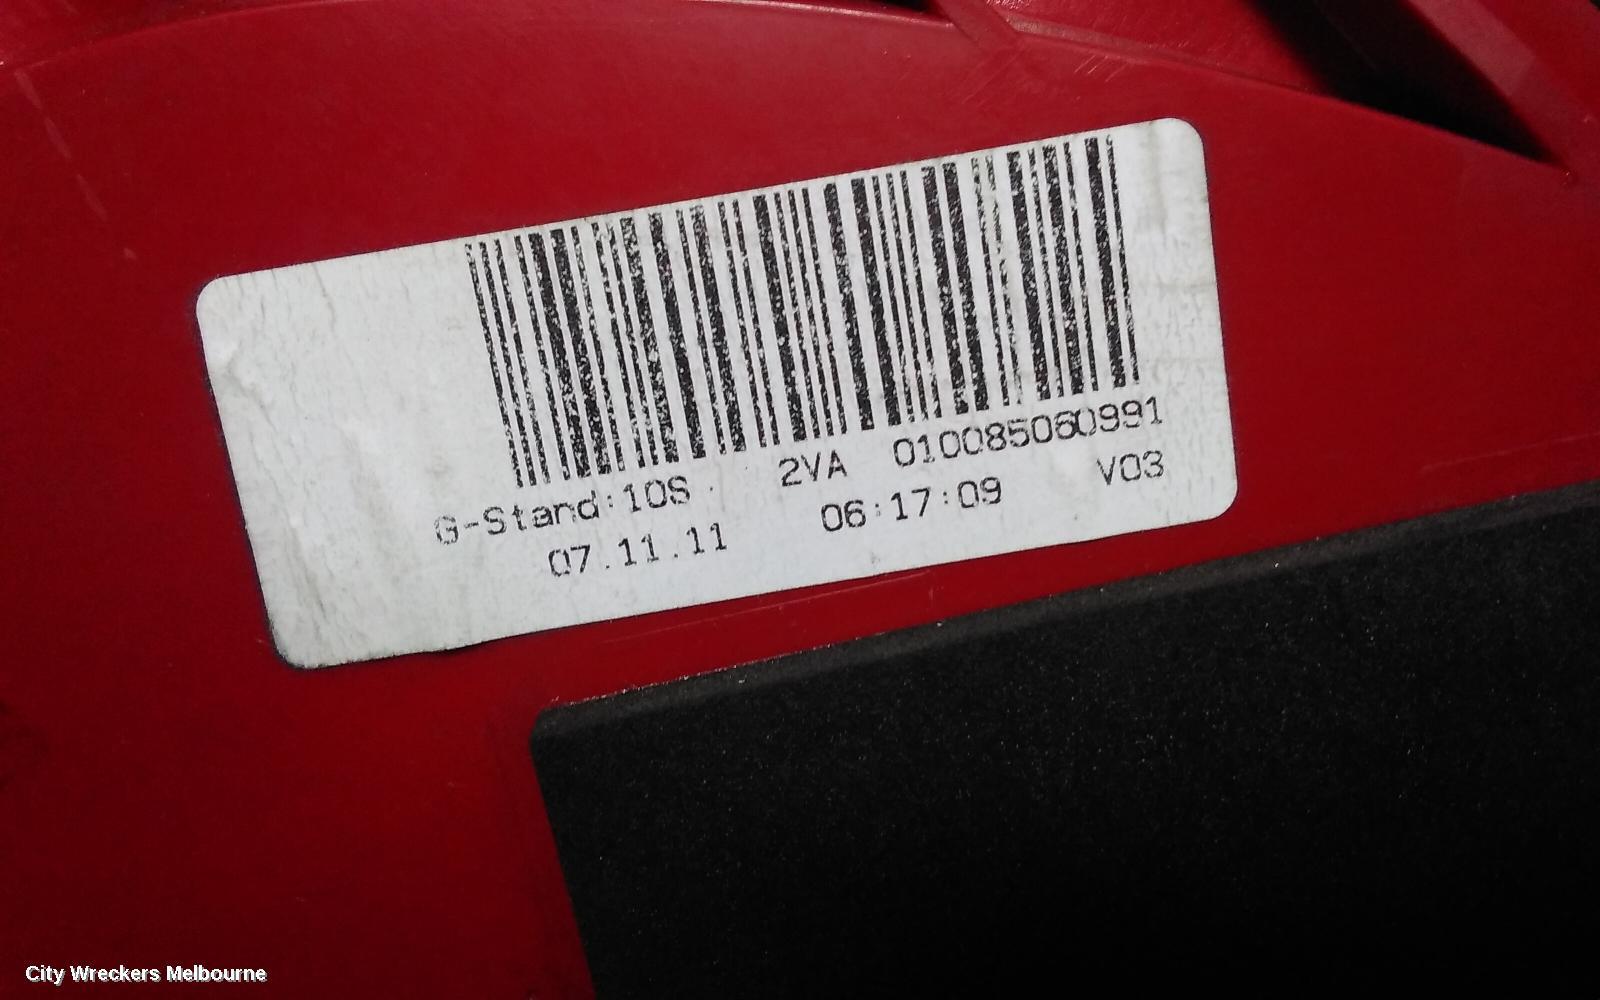 G-Stand:10S 2VA 010085060991
07.11.11 06:17:09 V03
City Wreckers Melbourne